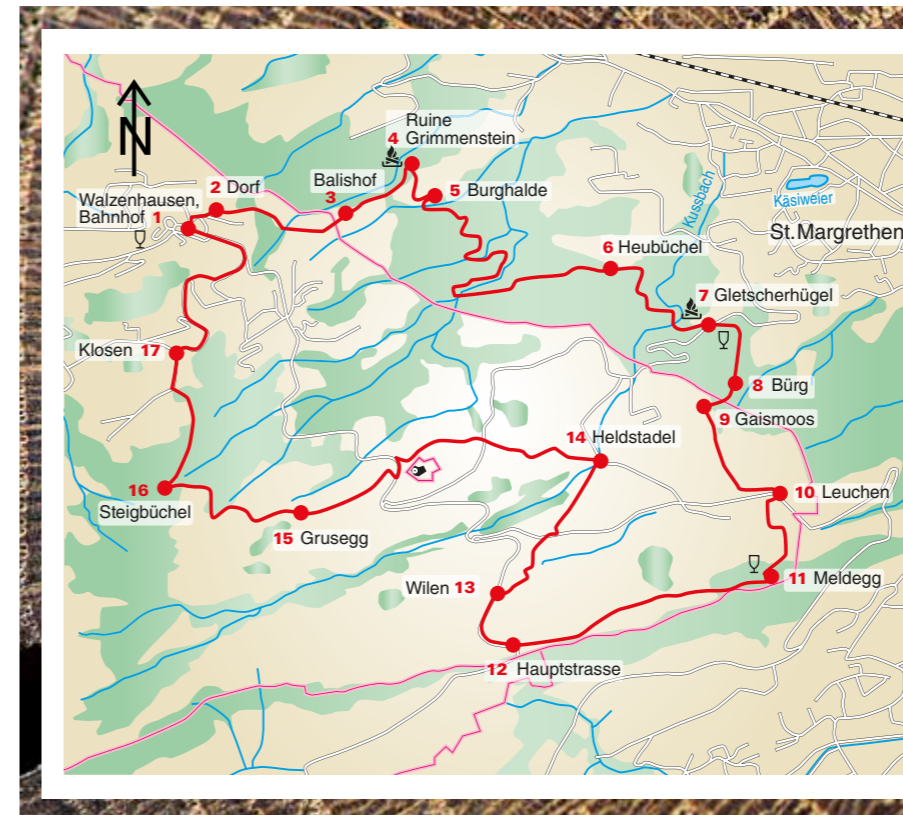 N
Ruine
4 Grimmenstein
Balishof
3
2 Dorf
Walzenhausen,
Bahnhof 1
5 Burghalde
Kussbach
Käsiweier
St.Margrethen
6 Heubüchel
7 Gletscherhügel
Klosen 17
8 Bürg
9 Gaismoos
14 Heldstadel
16
Steigbüchel
10 Leuchen
15 Grusegg
11 Meldegg
Wilen 13
12 Hauptstrasse